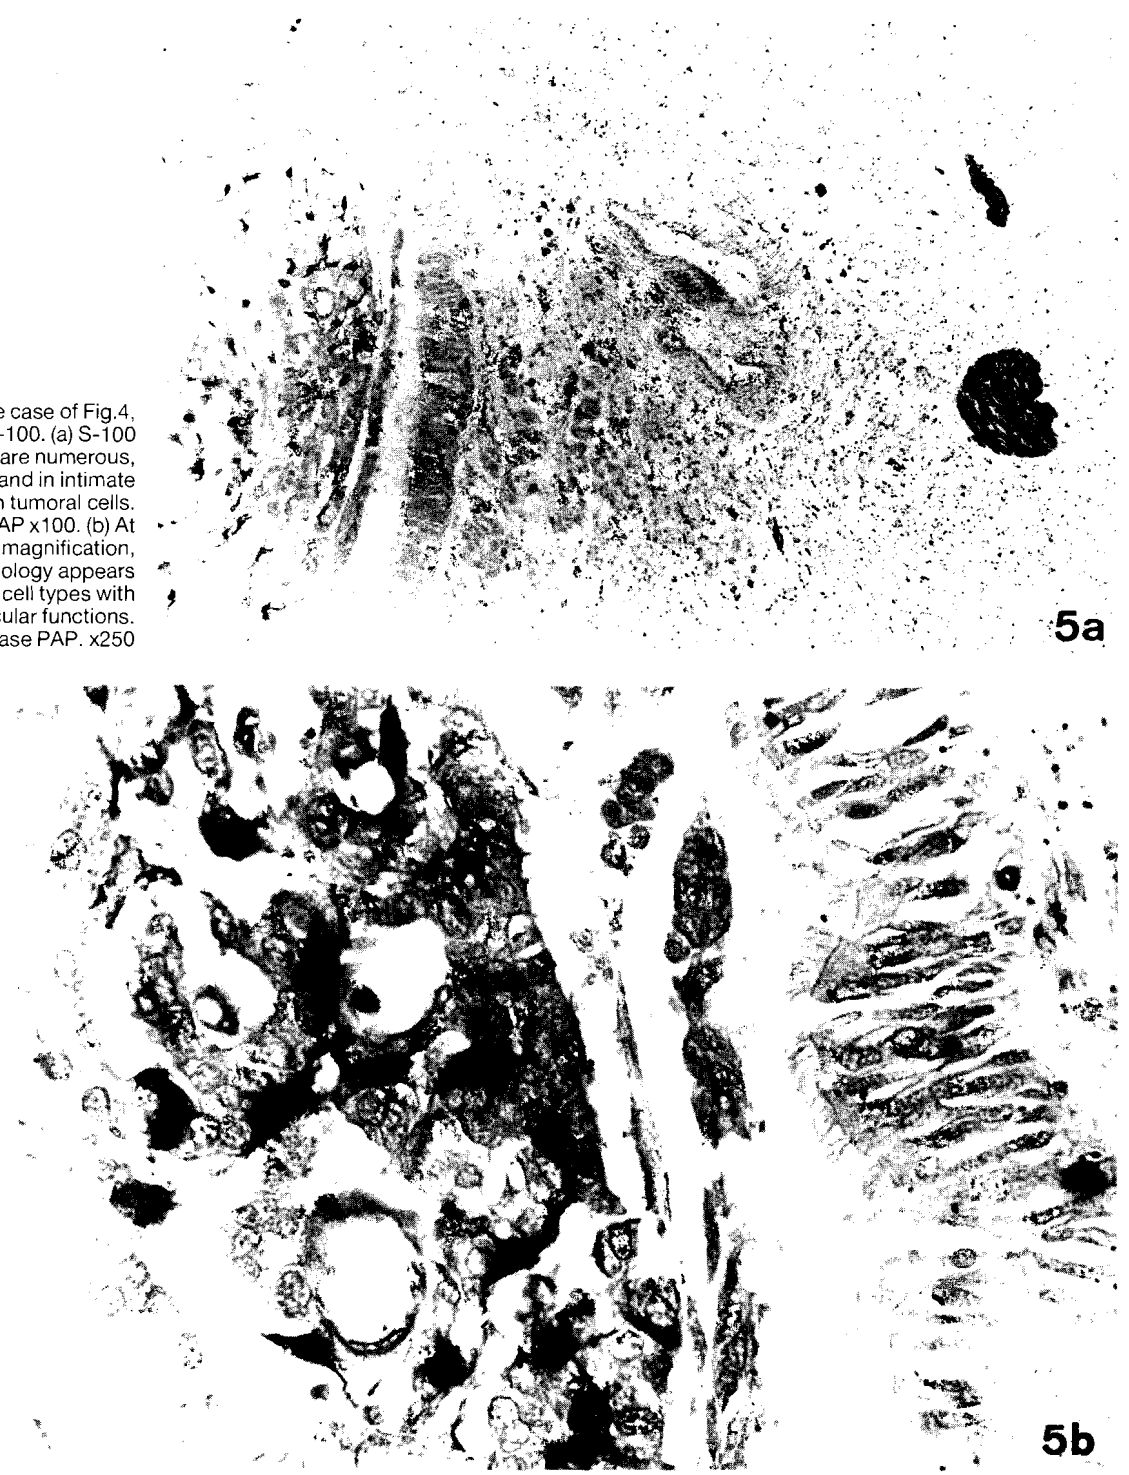 e case of Fig.4,
-100. (a) S-100
are numerous,
and in intimate
tumoral cells.
AP x100. (b) At
magnification,
ology appears
cell types with
ular functions.
ase PAP. x250
5a
5b